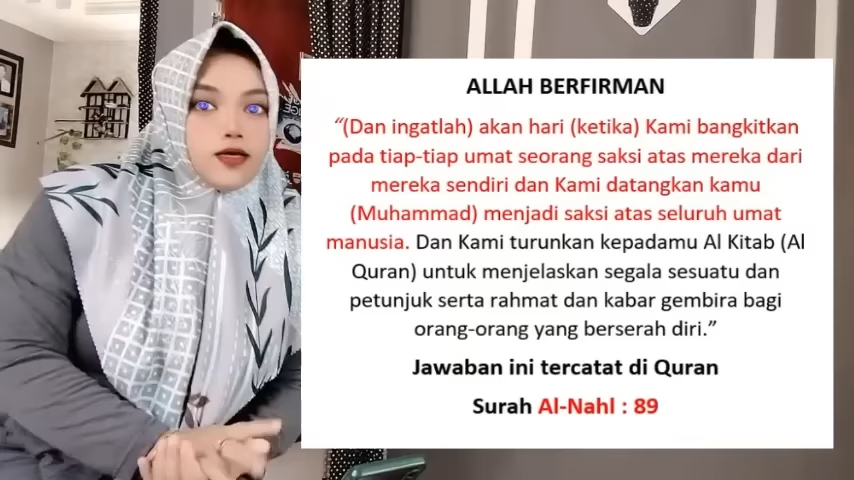 ALLAH BERFIRMAN
“(Dan ingatlah) akan hari (ketika) Kami bangkitkan
pada tiap-tiap umat seorang saksi atas mereka dari
mereka sendiri dan Kami datangkan kamu
(Muhammad) menjadi saksi atas seluruh umat
manusia. Dan Kami turunkan kepadamu Al Kitab (Al
Quran) untuk menjelaskan segala sesuatu dan
petunjuk serta rahmat dan kabar gembira bagi
orang-orang yang berserah diri.”
Jawaban ini tercatat di Quran
Surah Al-Nahl : 89